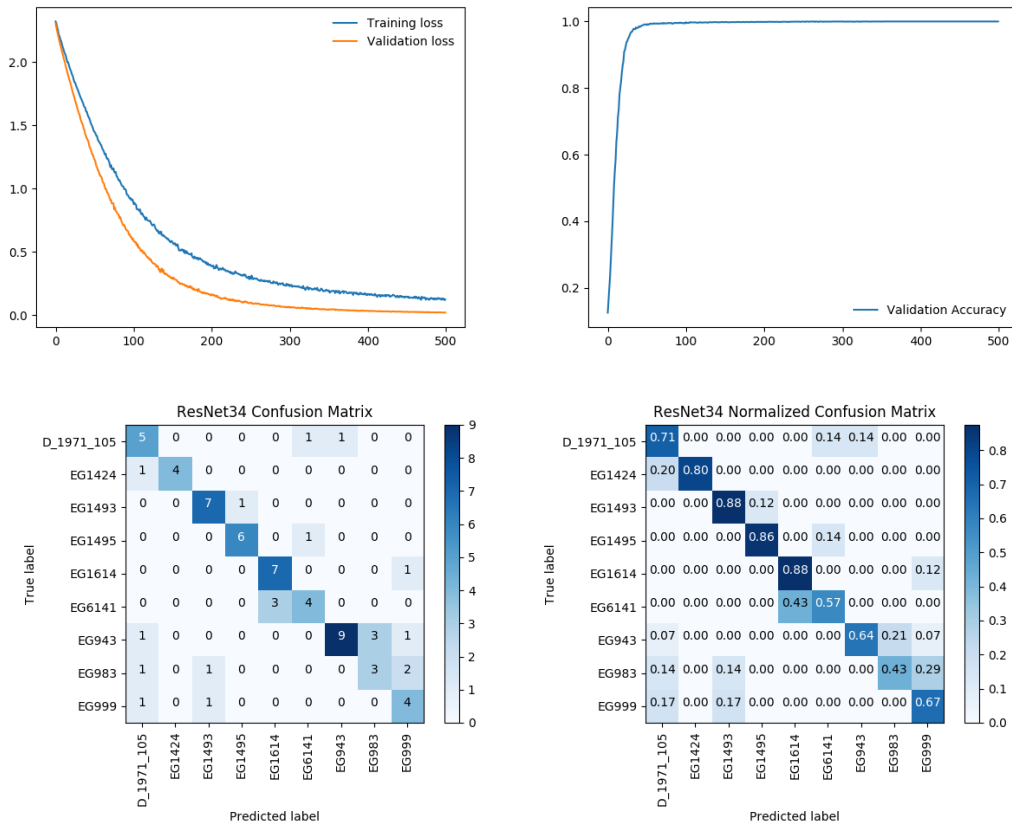 Training loss
Validation loss
2.0
1.5
1.0
0.5
0.0
0 100 200 300 400 500
1.0
0.8
0.6
0.4
0.2
Validation Accuracy
0 100 200 300 400 500
ResNet34 Confusion Matrix
D_1971_105 5 0 0 0 0 1 1 0 0
EG1424 1 4 0 0 0 0 0 0 0
EG1493 0 0 7 1 0 0 0 0 0
EG1495 0 0 0 6 0 1 0 0 0
EG1614 0 0 0 0 7 0 0 0 1
EG6141 0 0 0 0 3 4 0 0 0
EG943 1 0 0 0 0 0 9 3 1
EG983 1 0 1 0 0 0 0 3 2
EG999 1 0 1 0 0 0 0 0 4
True label
D_1971_105 EG1424 EG1493 EG1495 EG1614 EG6141 EG943 EG983 EG999
Predicted label
9
8
7
6
5
4
3
2
1
0
ResNet34 Normalized Confusion Matrix
D_1971_105 0.71 0.00 0.00 0.00 0.00 0.14 0.14 0.00 0.00
EG1424 0.20 0.80 0.00 0.00 0.00 0.00 0.00 0.00 0.00
EG1493 0.00 0.00 0.88 0.12 0.00 0.00 0.00 0.00 0.00
EG1495 0.00 0.00 0.00 0.86 0.00 0.14 0.00 0.00 0.00
EG1614 0.00 0.00 0.00 0.00 0.88 0.00 0.00 0.00 0.12
EG6141 0.00 0.00 0.00 0.00 0.43 0.57 0.00 0.00 0.00
EG943 0.07 0.00 0.00 0.00 0.00 0.00 0.64 0.21 0.07
EG983 0.14 0.00 0.14 0.00 0.00 0.00 0.00 0.43 0.29
EG999 0.17 0.00 0.17 0.00 0.00 0.00 0.00 0.00 0.67
True label
D_1971_105 EG1424 EG1493 EG1495 EG1614 EG6141 EG943 EG983 EG999
Predicted label
0.8
0.7
0.6
0.5
0.4
0.3
0.2
0.1
0.0